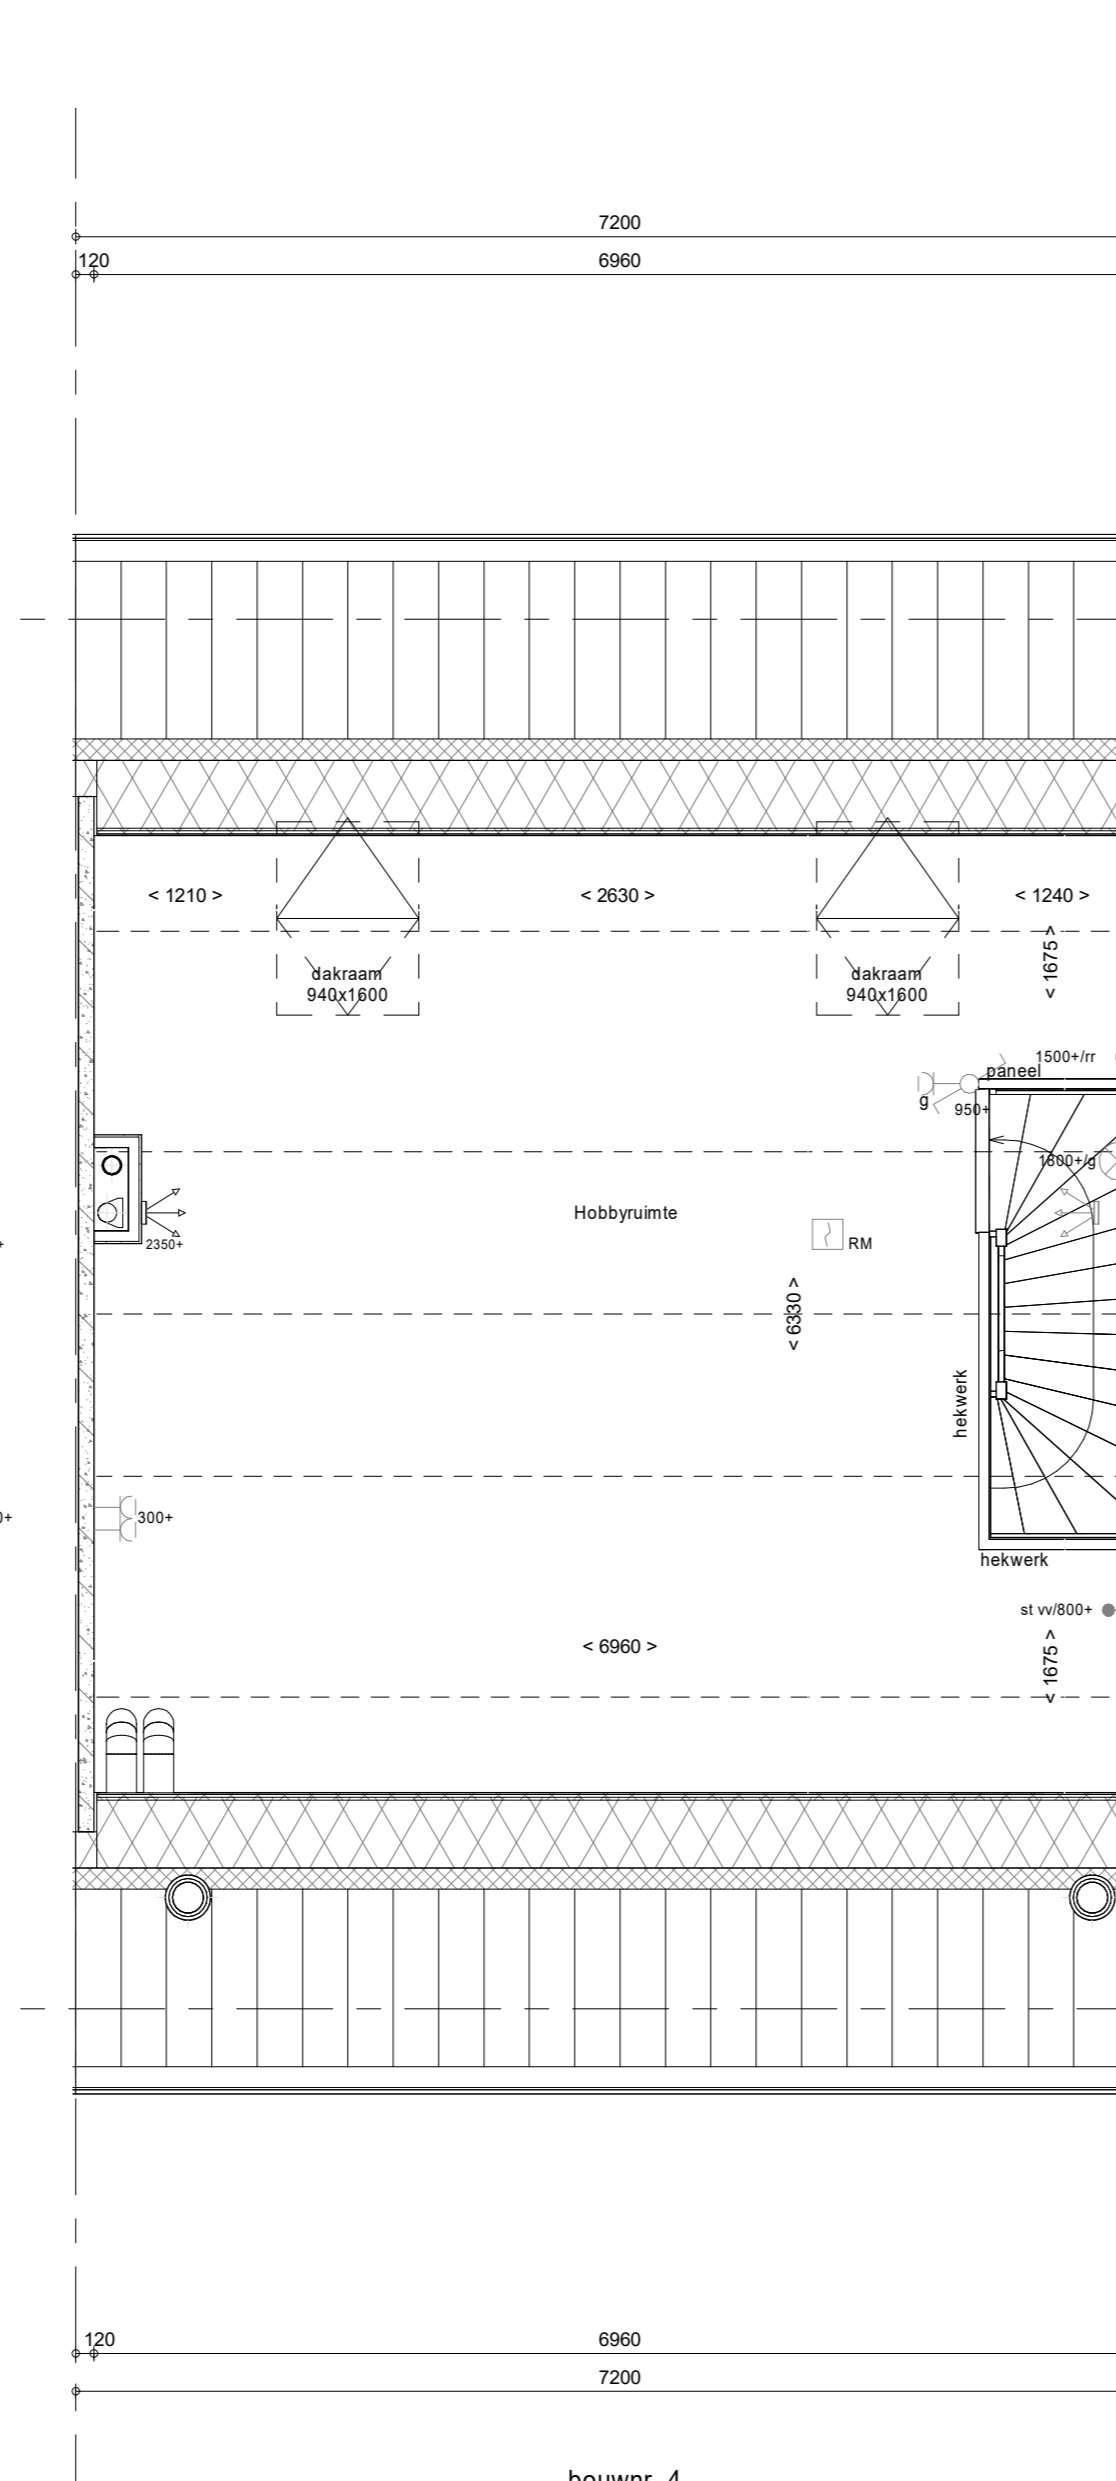 7200
120
6960
< 1210 >
< 2630 >
< 1240 >
< 1675 >
dakraam
940x1600
dakraam
940x1600
1500+/rr
paneel
g
950+
1800+/g
Hobbyruimte
2350+
RM
< 6330 >
hekwerk
300+
hekwerk
st vv/800+
< 6960 >
< 1675 >
120
6960
7200
bouwnr. 4